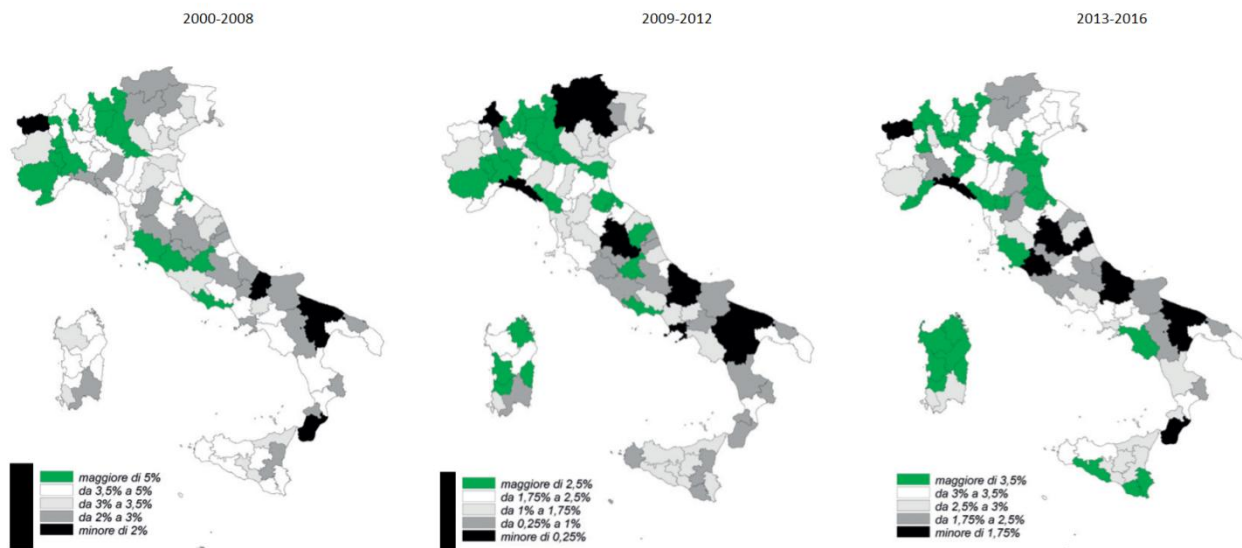 2000-2008
2009-2012
2013-2016
maggiore di 5%
da 3,5% a 5%
da 3% a 3,5%
da 2% a 3%
minore di 2%
maggiore di 2,5%
da 1,75% a 2,5%
da 1% a 1,75%
da 0,25% a 1%
minore di 0,25%
maggiore di 3,5%
da 3% a 3,5%
da 2,5% a 3%
da 1,75% a 2,5%
minore di 1,75%